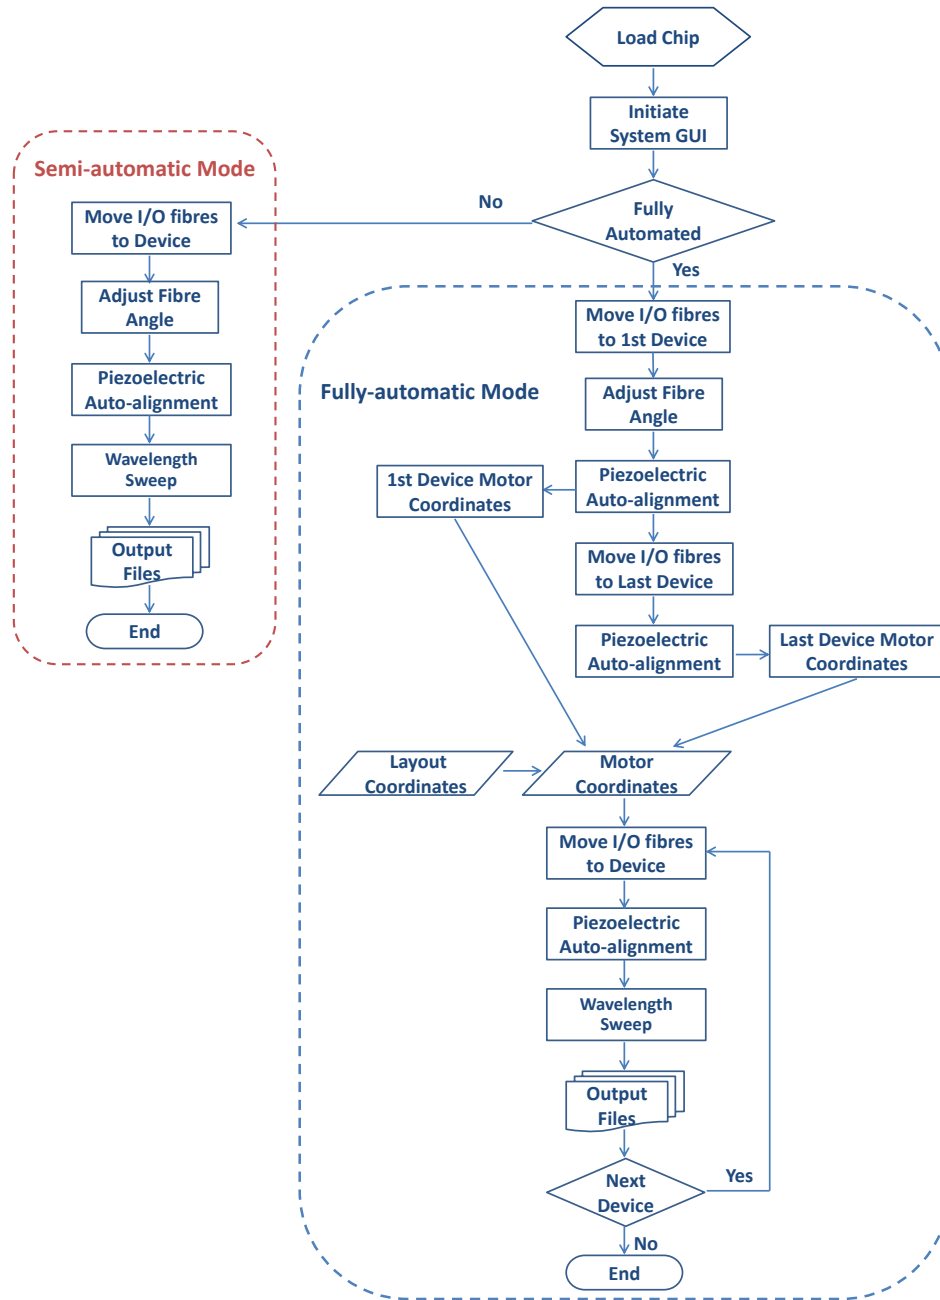 Load Chip
Initiate
System GUI
Fully
Automated
No
Yes
Semi-automatic Mode
Move I/O fibres
to Device
Adjust Fibre
Angle
Piezoelectric
Auto-alignment
Wavelength
Sweep
Output
Files
End
Fully-automatic Mode
Move I/O fibres
to 1st Device
Adjust Fibre
Angle
Piezoelectric
Auto-alignment
1st Device Motor
Coordinates
Move I/O fibres
to Last Device
Piezoelectric
Auto-alignment
Last Device Motor
Coordinates
Layout
Coordinates
Motor
Coordinates
Move I/O fibres
to Device
Piezoelectric
Auto-alignment
Wavelength
Sweep
Output
Files
Next
Device
Yes
No
End